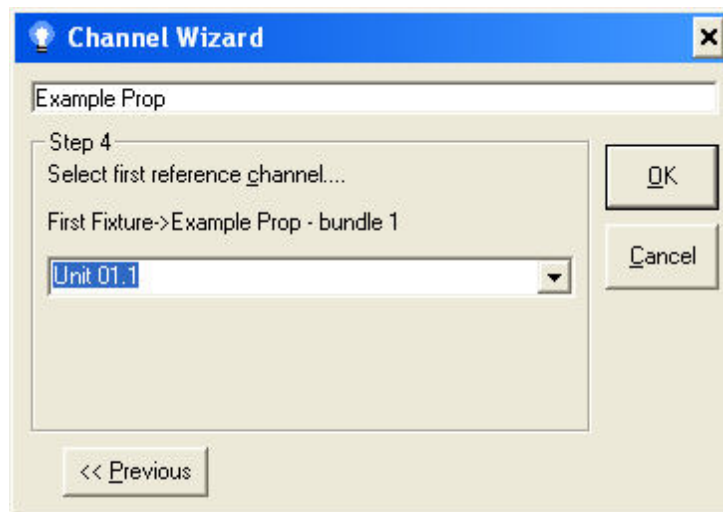 Channel Wizard
Example Prop
Step 4
Select first reference channel....
OK
First Fixture->Example Prop - bundle 1
Cancel
Unit 01.1
<< Previous